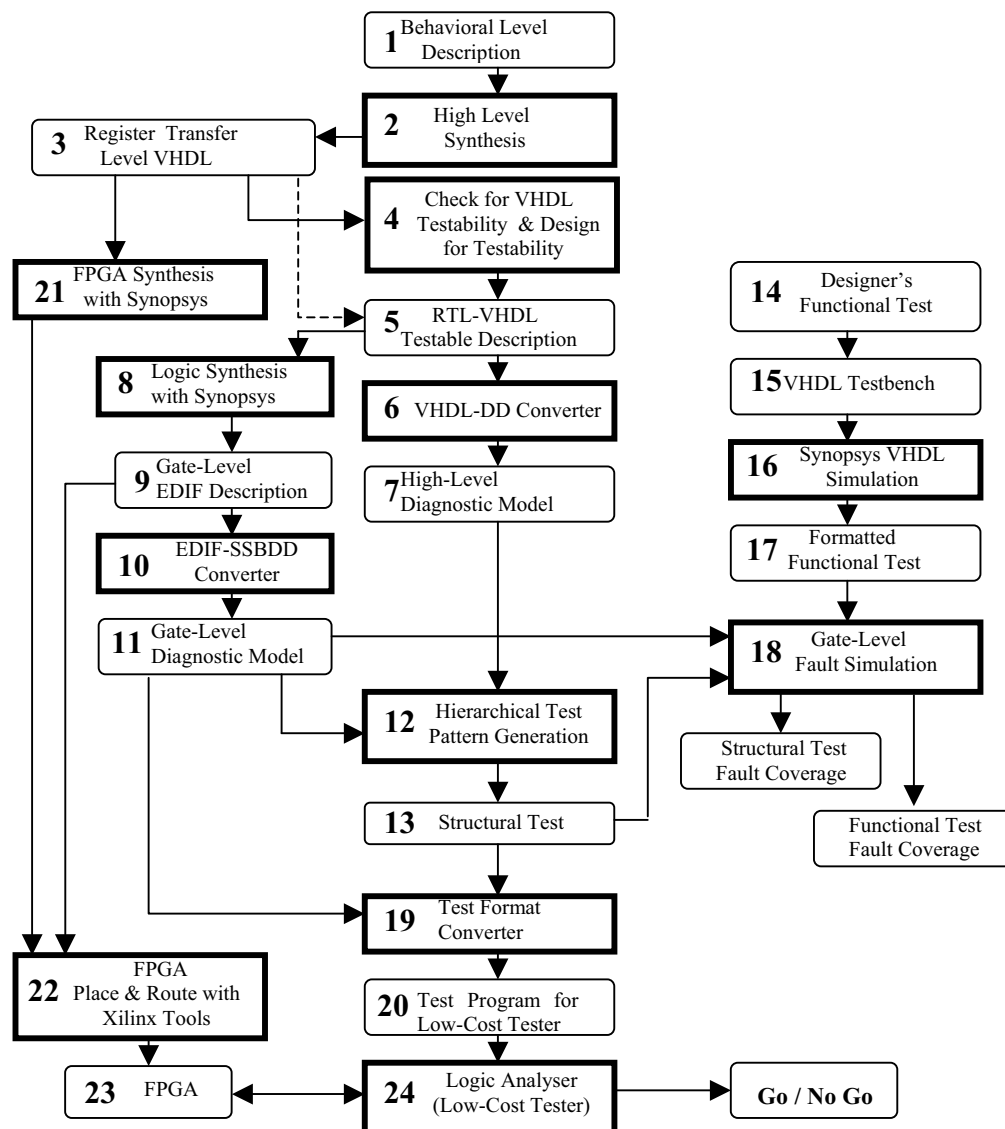 1 Behavioral Level
Description
2 High Level
Synthesis
3 Register Transfer
Level VHDL
4 Check for VHDL
Testability & Design
for Testability
21 FPGA Synthesis
with Synopsys
14 Designer's
Functional Test
5 RTL-VHDL
Testable Description
8 Logic Synthesis
with Synopsys
6 VHDL-DD Converter
15 VHDL Testbench
9 Gate-Level
EDIF Description
7 High-Level
Diagnostic Model
16 Synopsys VHDL
Simulation
10 EDIF-SSBDD
Converter
17 Formatted
Functional Test
11 Gate-Level
Diagnostic Model
18 Gate-Level
Fault Simulation
12 Hierarchical Test
Pattern Generation
Structural Test
Fault Coverage
13 Structural Test
Functional Test
Fault Coverage
19 Test Format
Converter
22 FPGA
Place & Route with
Xilinx Tools
20 Test Program for
Low-Cost Tester
23 FPGA
24 Logic Analyser
(Low-Cost Tester)
Go / No Go